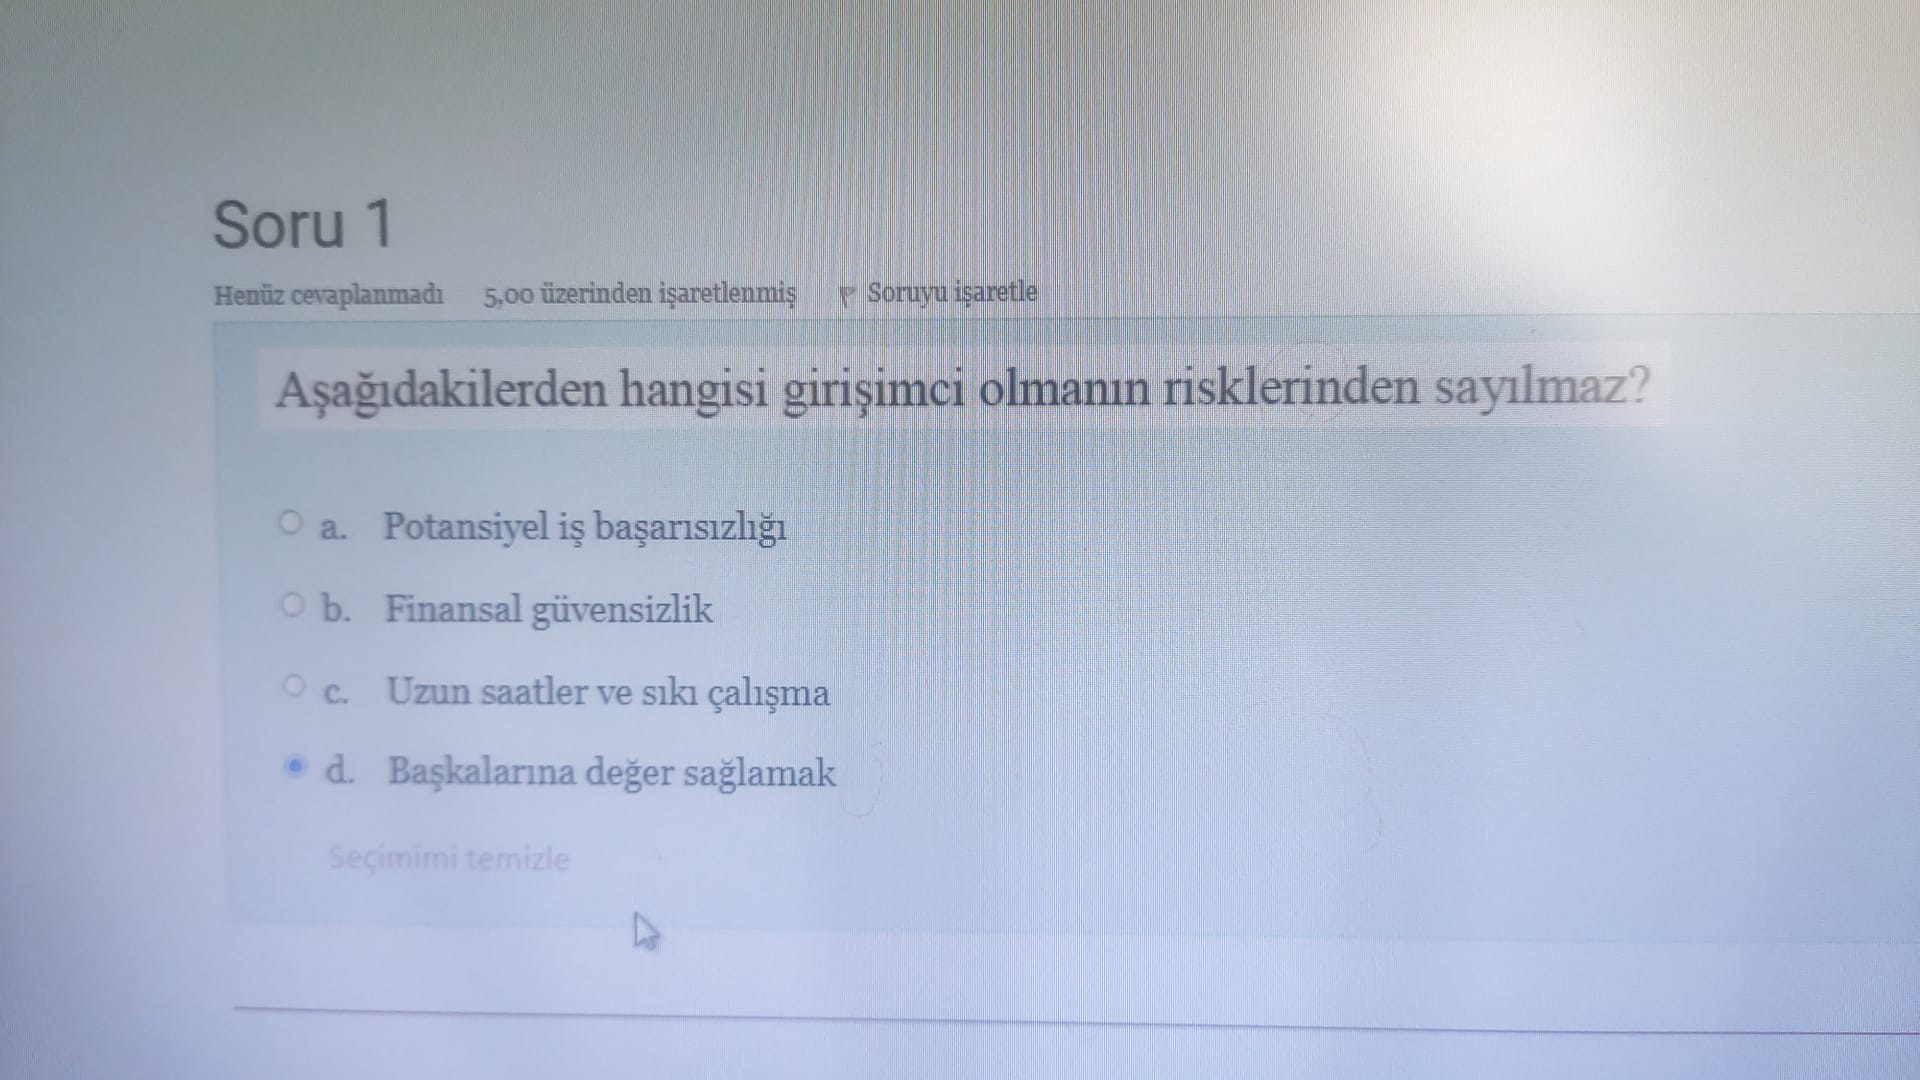 Soru 1
Henüz cevaplanmadı 5,00 üzerinden işaretlenmiş Soruyu işaretle
Aşağıdakilerden hangisi girişimci olmanın risklerinden sayılmaz?
a. Potansiyel iş başarısızlığı
b. Finansal güvensizlik
c. Uzun saatler ve sıkı çalışma
d. Başkalarına değer sağlamak
Seçimimi temizle